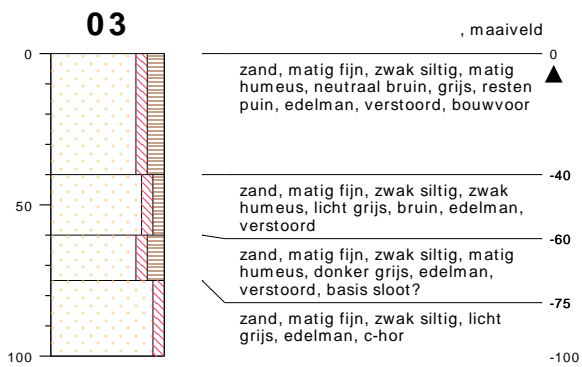 03
, maaiveld
0
0
zand, matig fijn, zwak siltig, matig
humeus, neutraal bruin, grijs, resten
puin, edelman, verstoord, bouwvoor
-40
zand, matig fijn, zwak siltig, zwak
humeus, licht grijs, bruin, edelman,
verstoord
50
-60
zand, matig fijn, zwak siltig, matig
humeus, donker grijs, edelman,
verstoord, basis sloot?
-75
zand, matig fijn, zwak siltig, licht
grijs, edelman, c-hor
100
-100